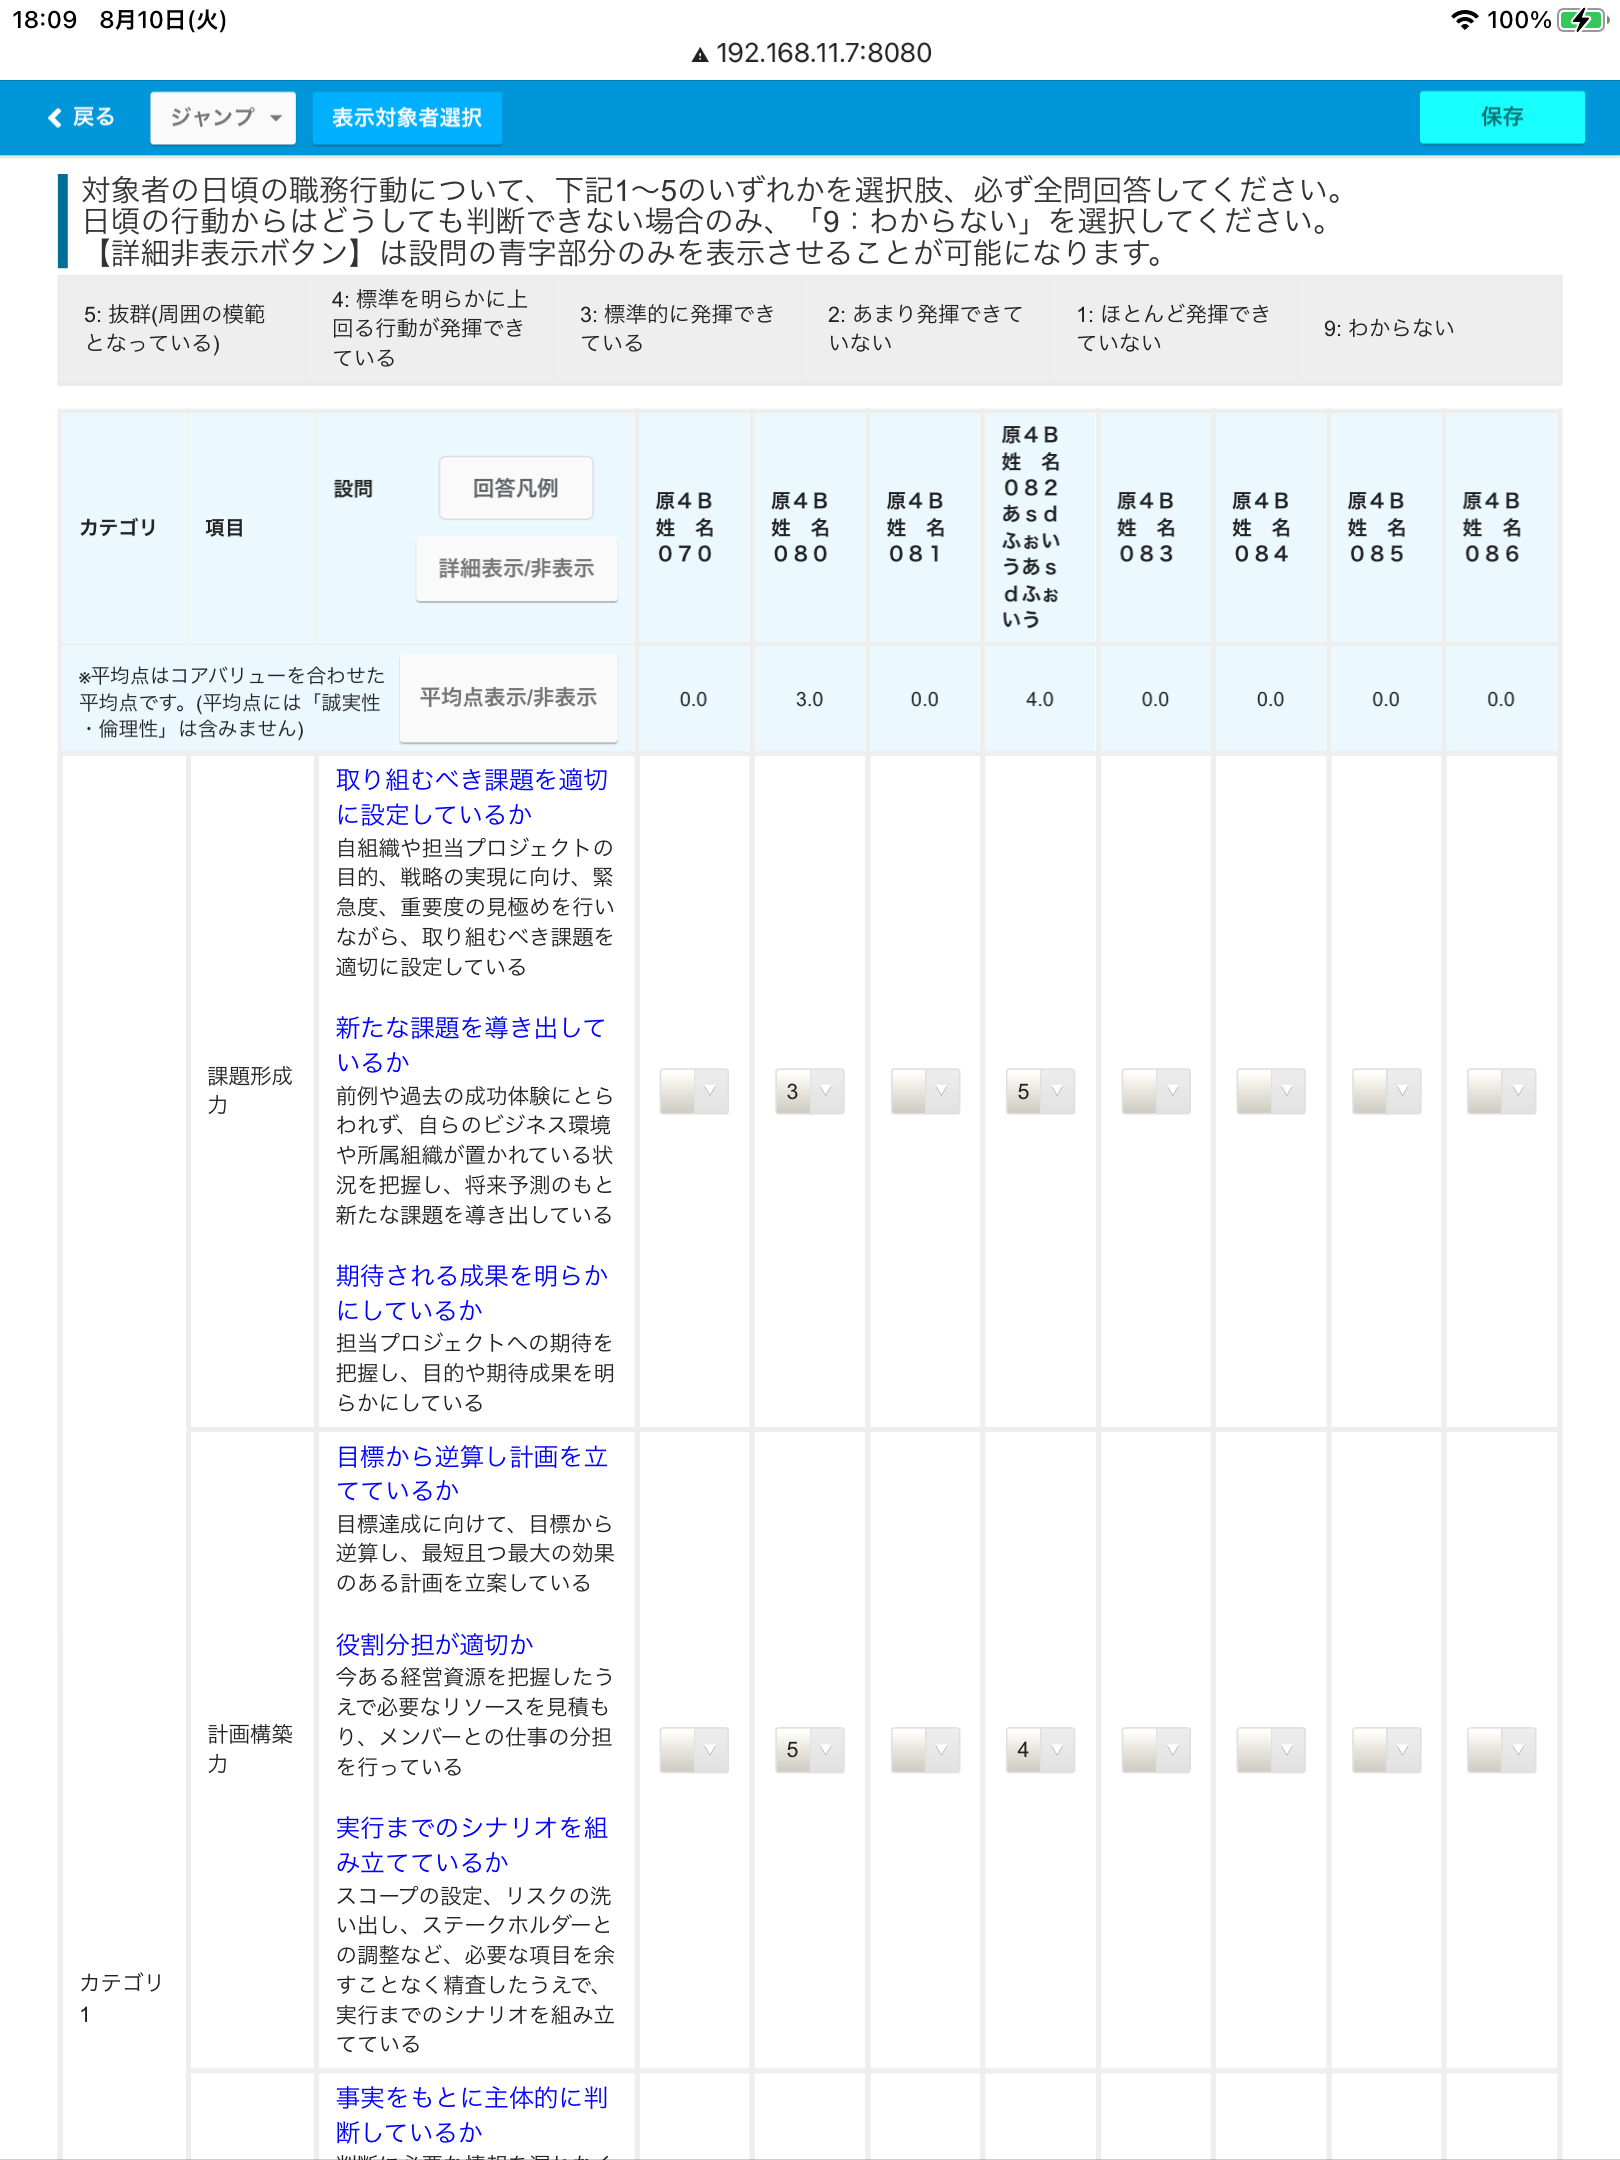 18:09 8月10日(火)
100%
192.168.11.7:8080
戻る
ジャンプ
表示対象者選択
保存
対象者の日頃の職務行動について、下記1〜5のいずれかを選択肢、必ず全問回答してください。
日頃の行動からはどうしても判断できない場合のみ、「9：わからない」を選択してください。
【詳細非表示ボタン】は設問の青字部分のみを表示させることが可能になります。
5: 抜群(周囲の模範
となっている)
4: 標準を明らかに上
回る行動が発揮でき
ている
3: 標準的に発揮でき
ている
2: あまり発揮できて
いない
1: ほとんど発揮でき
ていない
9: わからない
カテゴリ
項目
設問
回答凡例
詳細表示/非表示
原４Ｂ
姓　名
０７０
原４Ｂ
姓　名
０８０
原４Ｂ
姓　名
０８１
原４Ｂ
姓　名
０８２
あｓｄ
ふぉい
うあｓ
ｄふぉ
いう
原４Ｂ
姓　名
０８３
原４Ｂ
姓　名
０８４
原４Ｂ
姓　名
０８５
原４Ｂ
姓　名
０８６
※平均点はコアバリューを合わせた
平均点です。(平均点には「誠実性
・倫理性」は含みません)
平均点表示/非表示
0.0
3.0
0.0
4.0
0.0
0.0
0.0
0.0
カテゴリ
1
課題形成
力
取り組むべき課題を適切
に設定しているか
自組織や担当プロジェクトの
目的、戦略の実現に向け、緊
急度、重要度の見極めを行い
ながら、取り組むべき課題を
適切に設定している
新たな課題を導き出して
いるか
前例や過去の成功体験にとら
われず、自らのビジネス環境
や所属組織が置かれている状
況を把握し、将来予測のもと
新たな課題を導き出している
期待される成果を明らか
にしているか
担当プロジェクトへの期待を
把握し、目的や期待成果を明
らかにしている
3
5
計画構築
力
目標から逆算し計画を立
てているか
目標達成に向けて、目標から
逆算し、最短且つ最大の効果
のある計画を立案している
役割分担が適切か
今ある経営資源を把握したう
えで必要なリソースを見積も
り、メンバーとの仕事の分担
を行っている
実行までのシナリオを組
み立てているか
スコープの設定、リスクの洗
い出し、ステークホルダーと
の調整など、必要な項目を余
すことなく精査したうえで、
実行までのシナリオを組み立
てている
5
4
事実をもとに主体的に判
断しているか